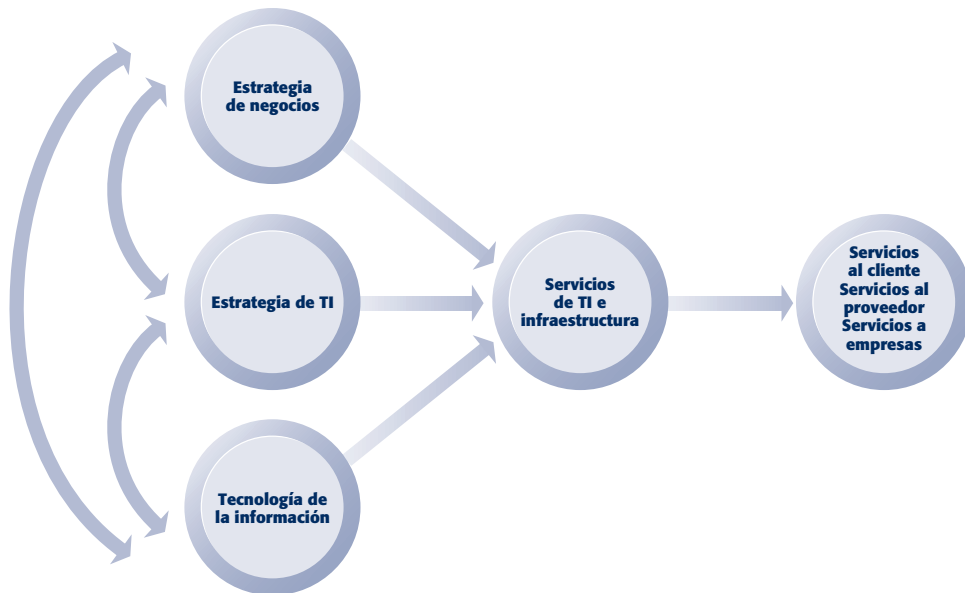 Estrategia
de negocios
Estrategia de TI
Tecnología de
la información
Servicios
de TI e
infraestructura
Servicios
al cliente
Servicios al
proveedor
Servicios a
empresas